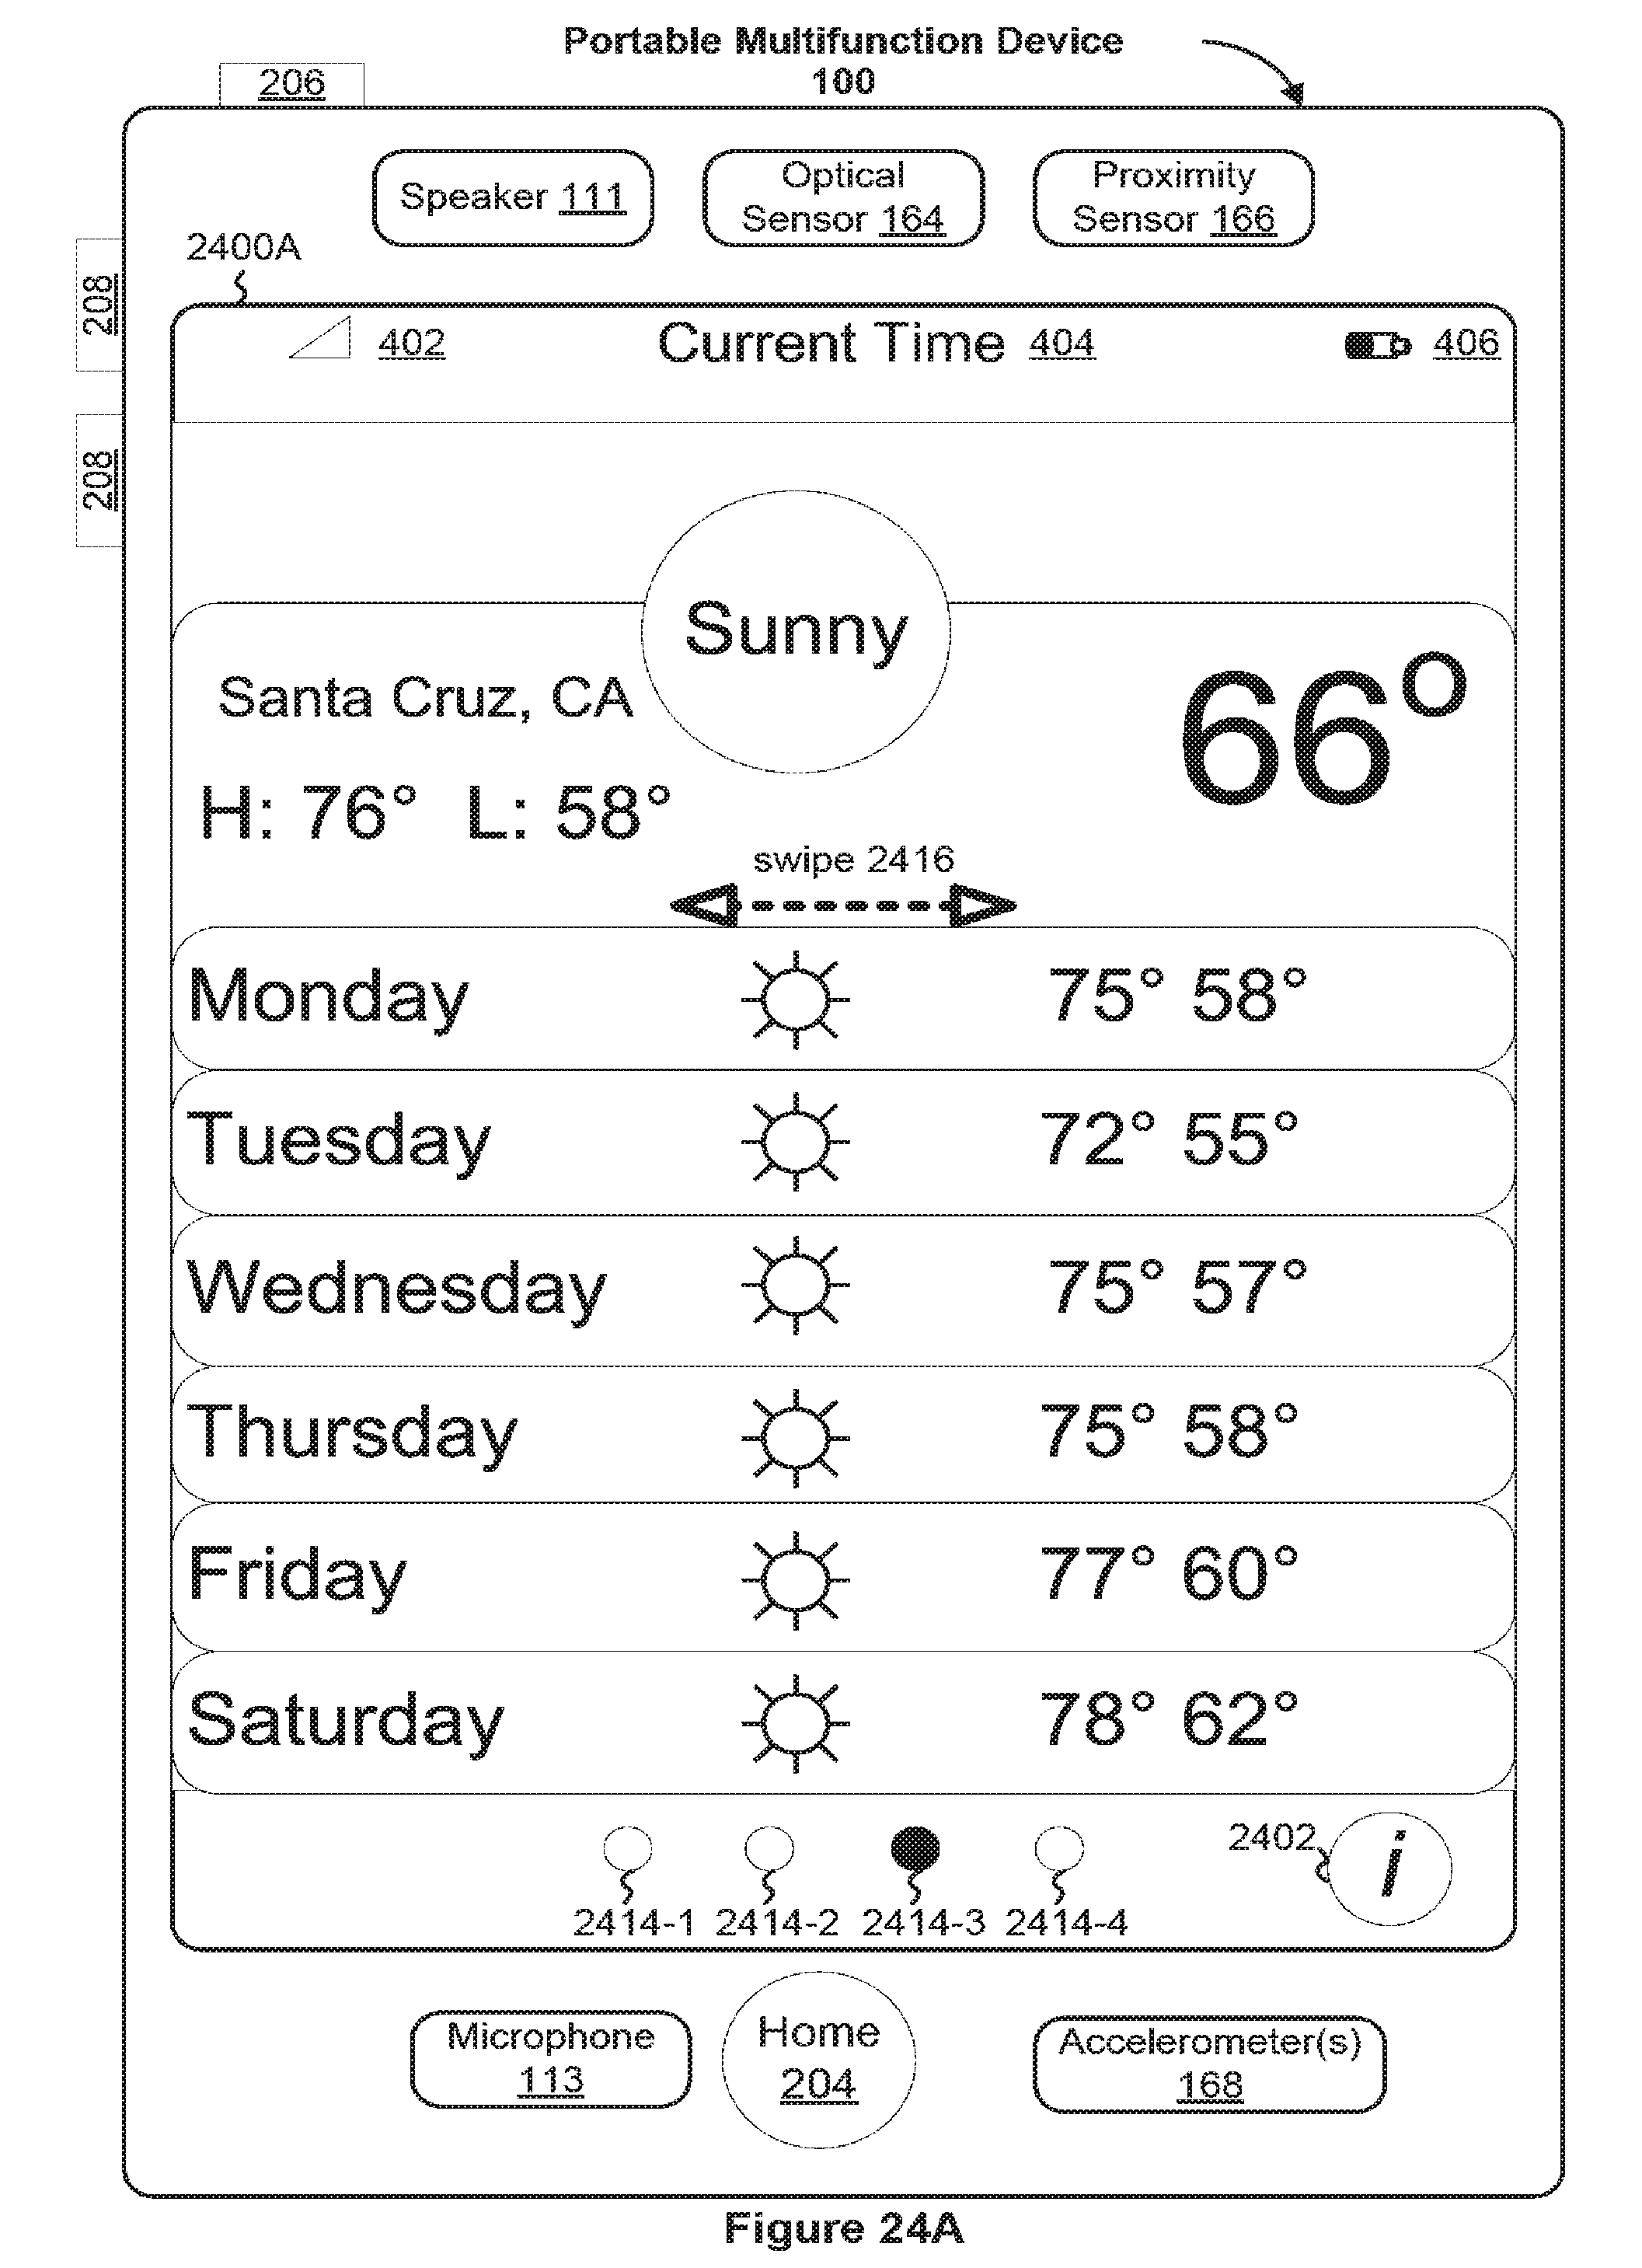 Portable Multifunction Device
100
206
Speaker 111
Optical
Sensor 164
Proximity
Sensor 166
2400A
208
208
402
Current Time 404
406
Sunny
Santa Cruz, CA
66°
H: 76° L: 58°
swipe 2416
Monday 75° 58°
Tuesday 72° 55°
Wednesday 75° 57°
Thursday 75° 58°
Friday 77° 60°
Saturday 78° 62°
2402
i
2414-1 2414-2 2414-3 2414-4
Microphone
113
Home
204
Accelerometer(s)
168
Figure 24A